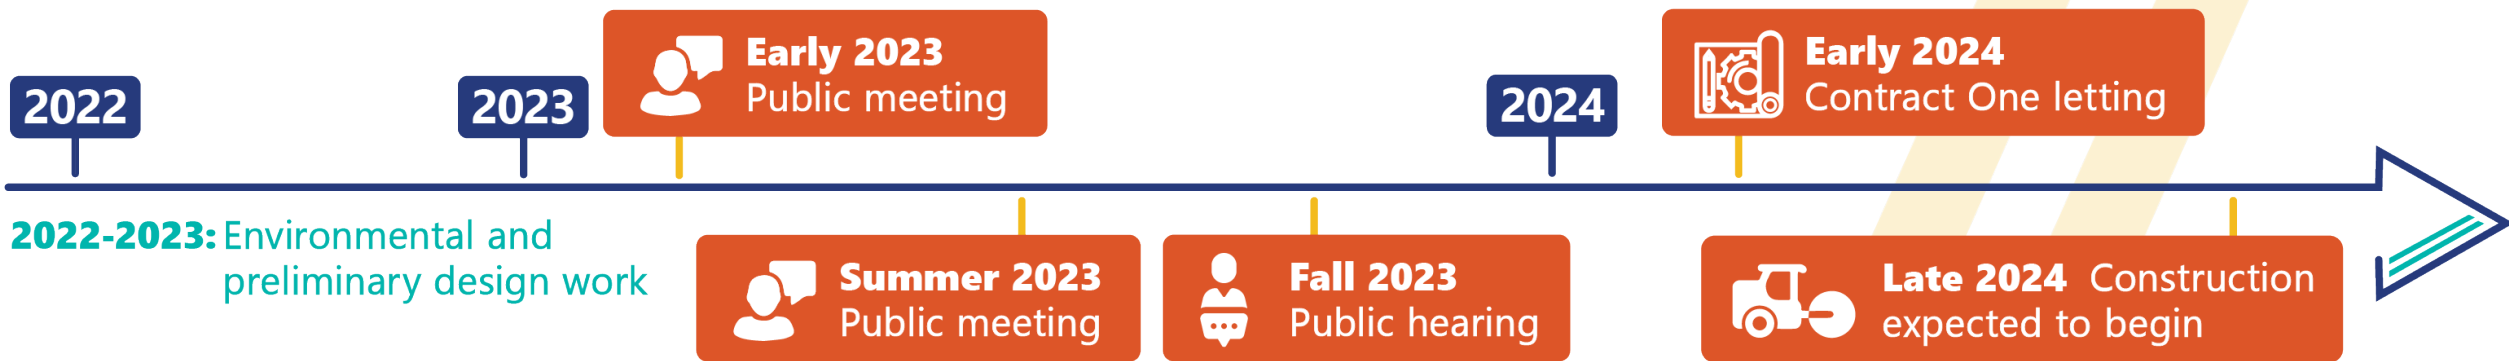 2022
2023
Early 2023
Public meeting
2024
Early 2024
Contract One letting
2022-2023: Environmental and
preliminary design work
Summer 2023
Public meeting
Fall 2023
Public hearing
Late 2024 Construction
expected to begin